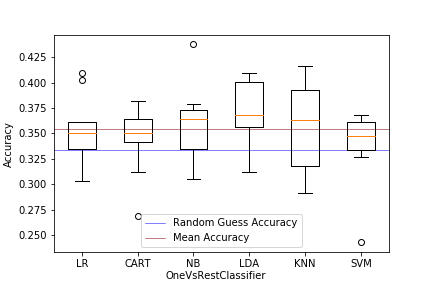 0.425
0.400
0.375
0.350
0.325
0.300
0.275
0.250
Accuracy
Random Guess Accuracy
Mean Accuracy
LR CART NB LDA KNN SVM
OneVsRestClassifier